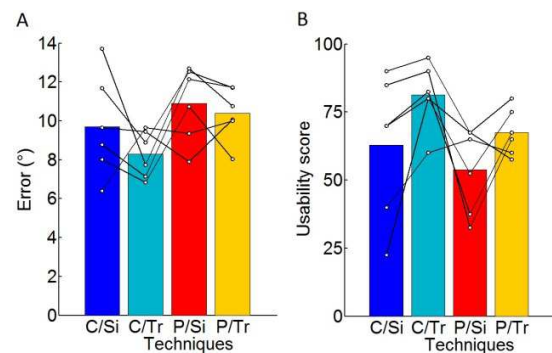 A
Error (°)
14
12
10
8
6
4
2
0
C/Si C/Tr P/Si P/Tr
Techniques
B
Usability score
100
75
50
25
0
C/Si C/Tr P/Si P/Tr
Techniques